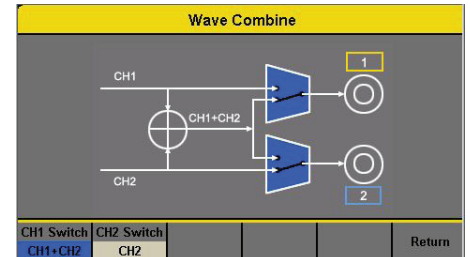 Wave Combine
1
CH1
CH1+CH2
CH2
2
CH1 Switch CH2 Switch
CH1+CH2 CH2 Return